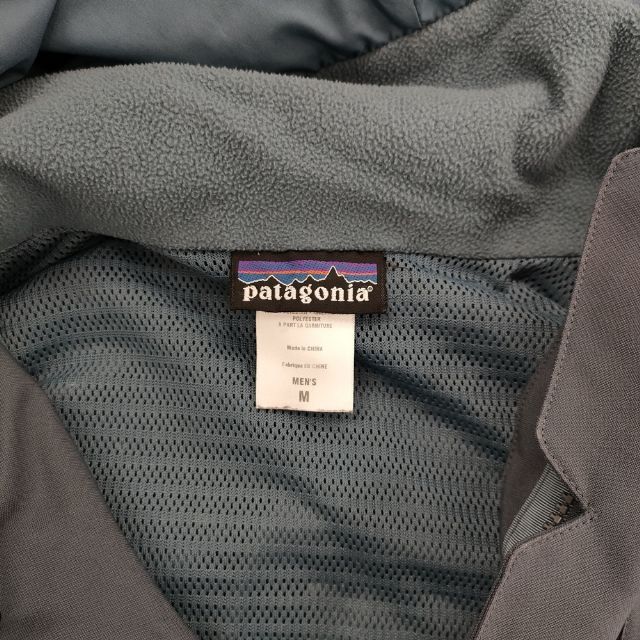 patagonia
POLYESTER
À PART LA GARNITURE
Made in CHINA
Fabriqué EN CHINE
MEN'S
M